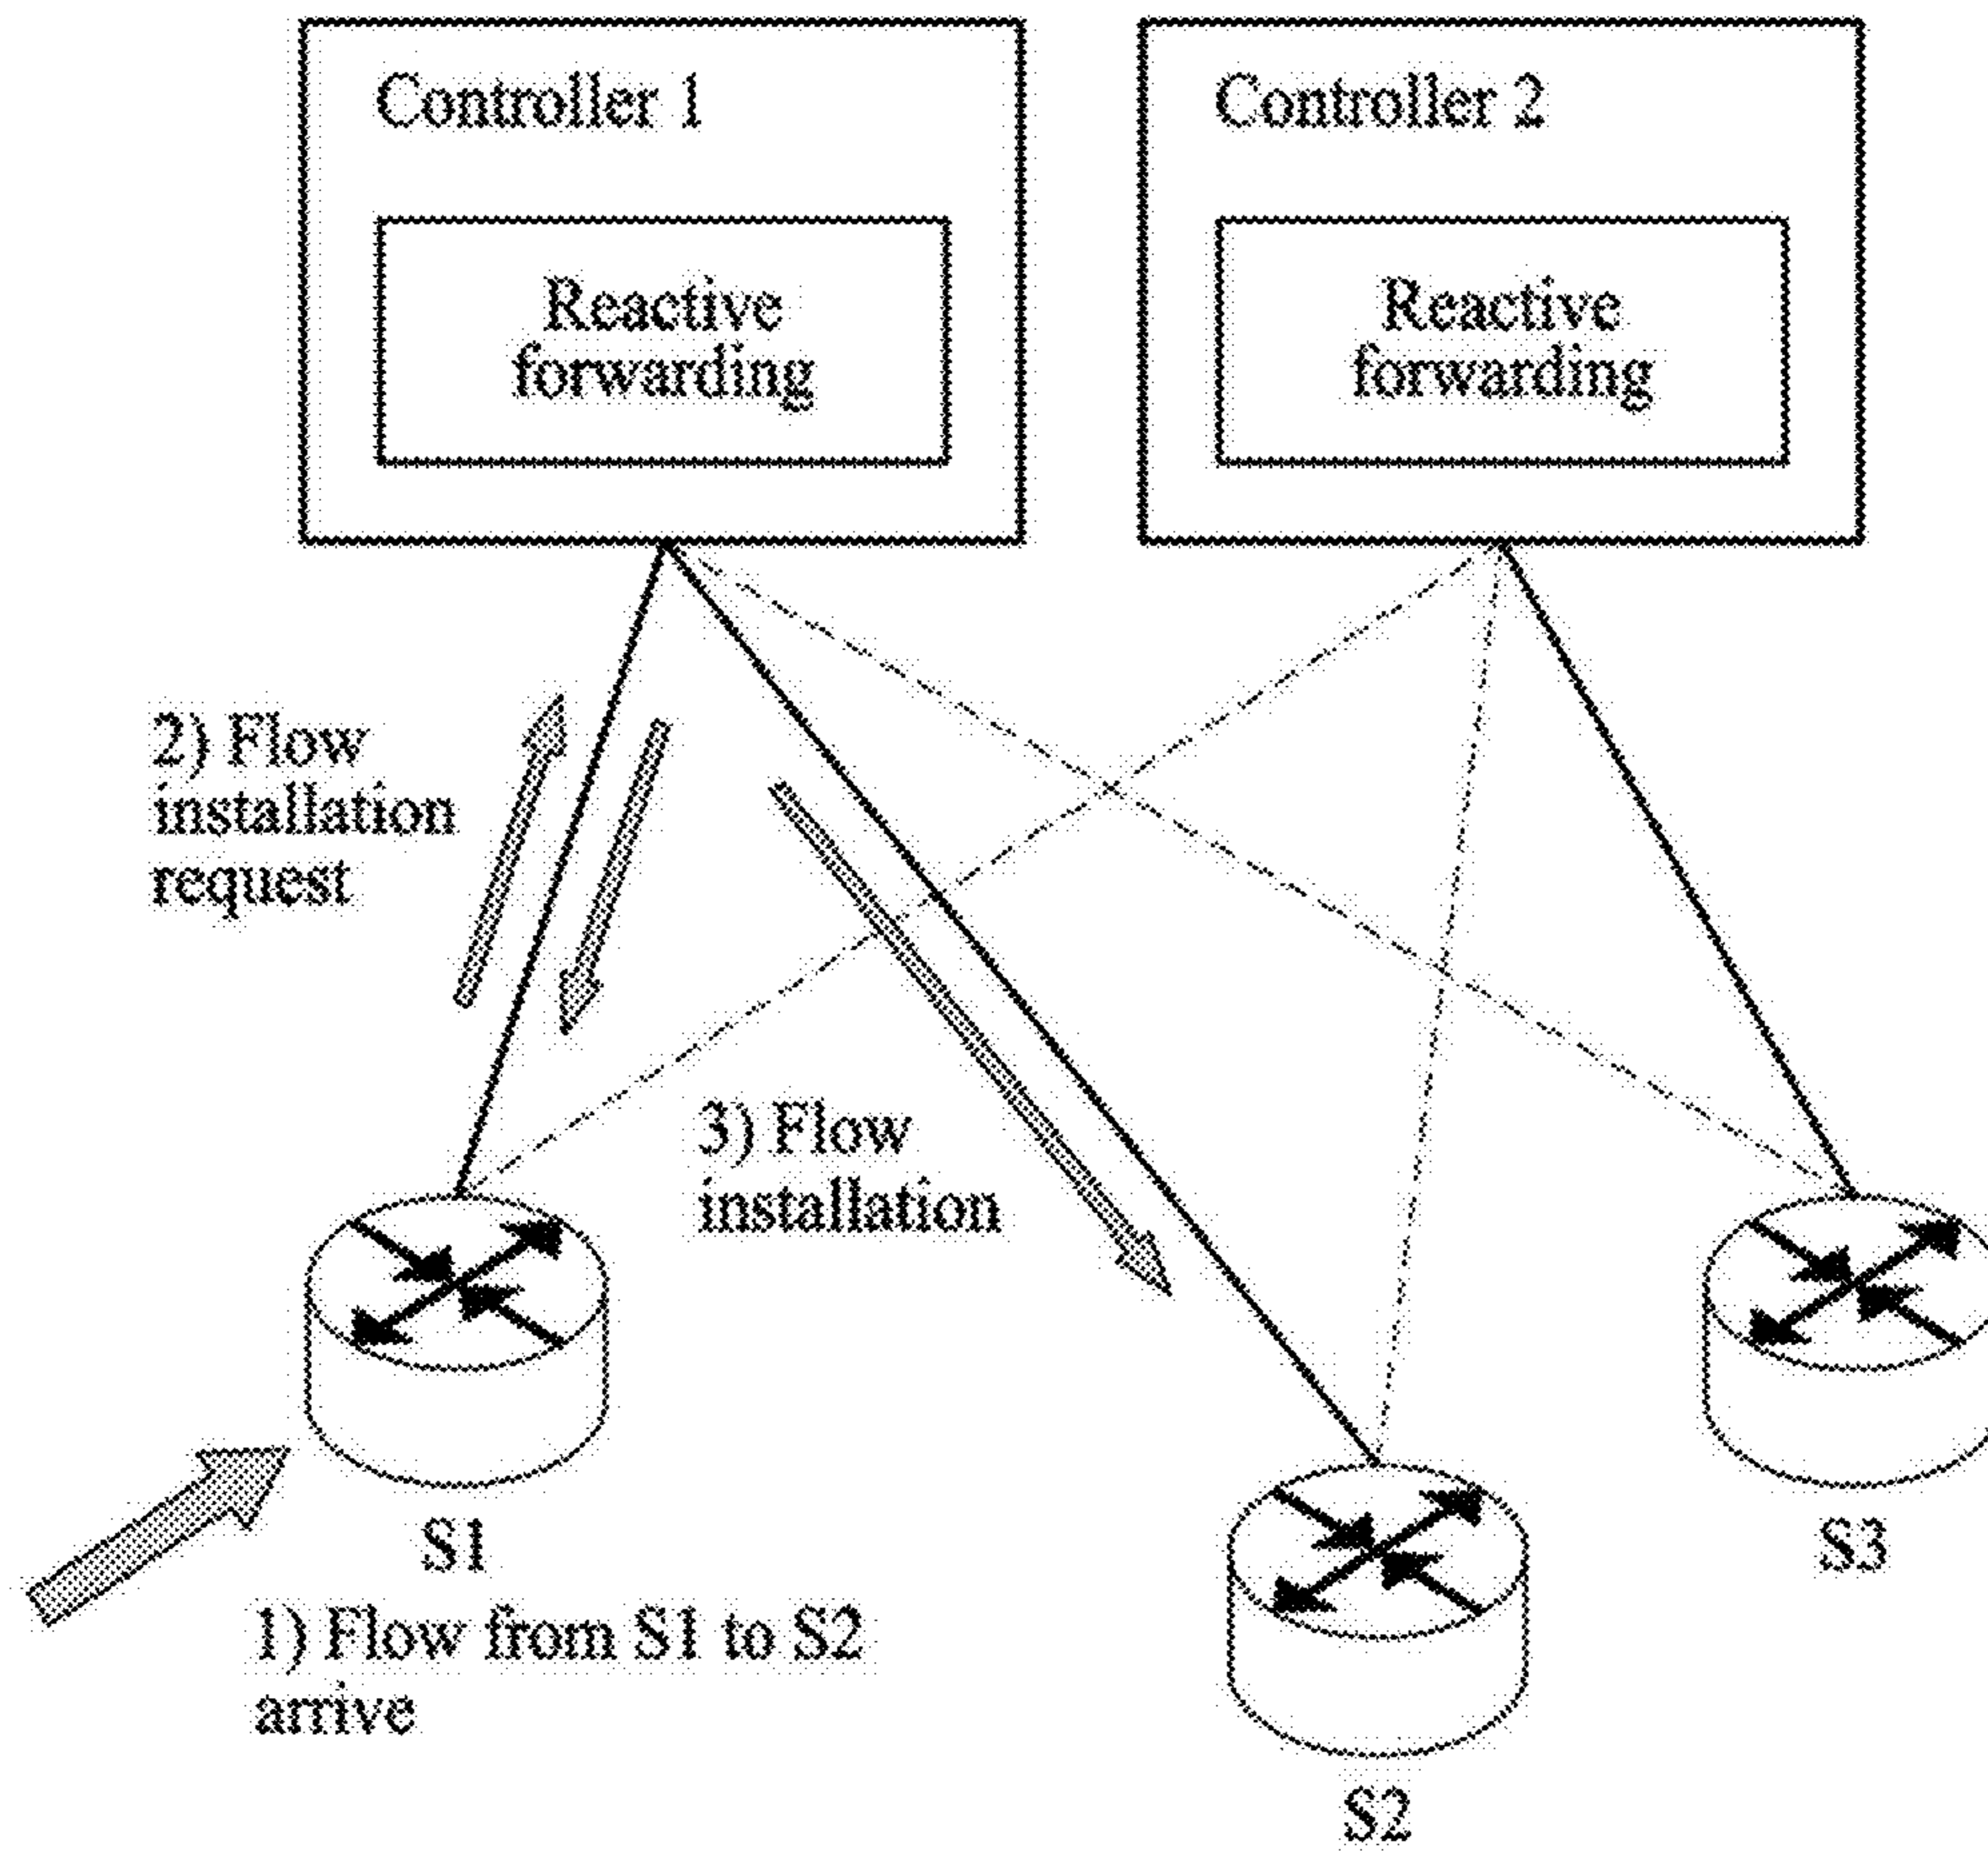 Controller 1
Controller 2
Reactive
forwarding
Reactive
forwarding
2) Flow
installation
request
3) Flow
installation
S1
1) Flow from S1 to S2
arrive
S2
S3